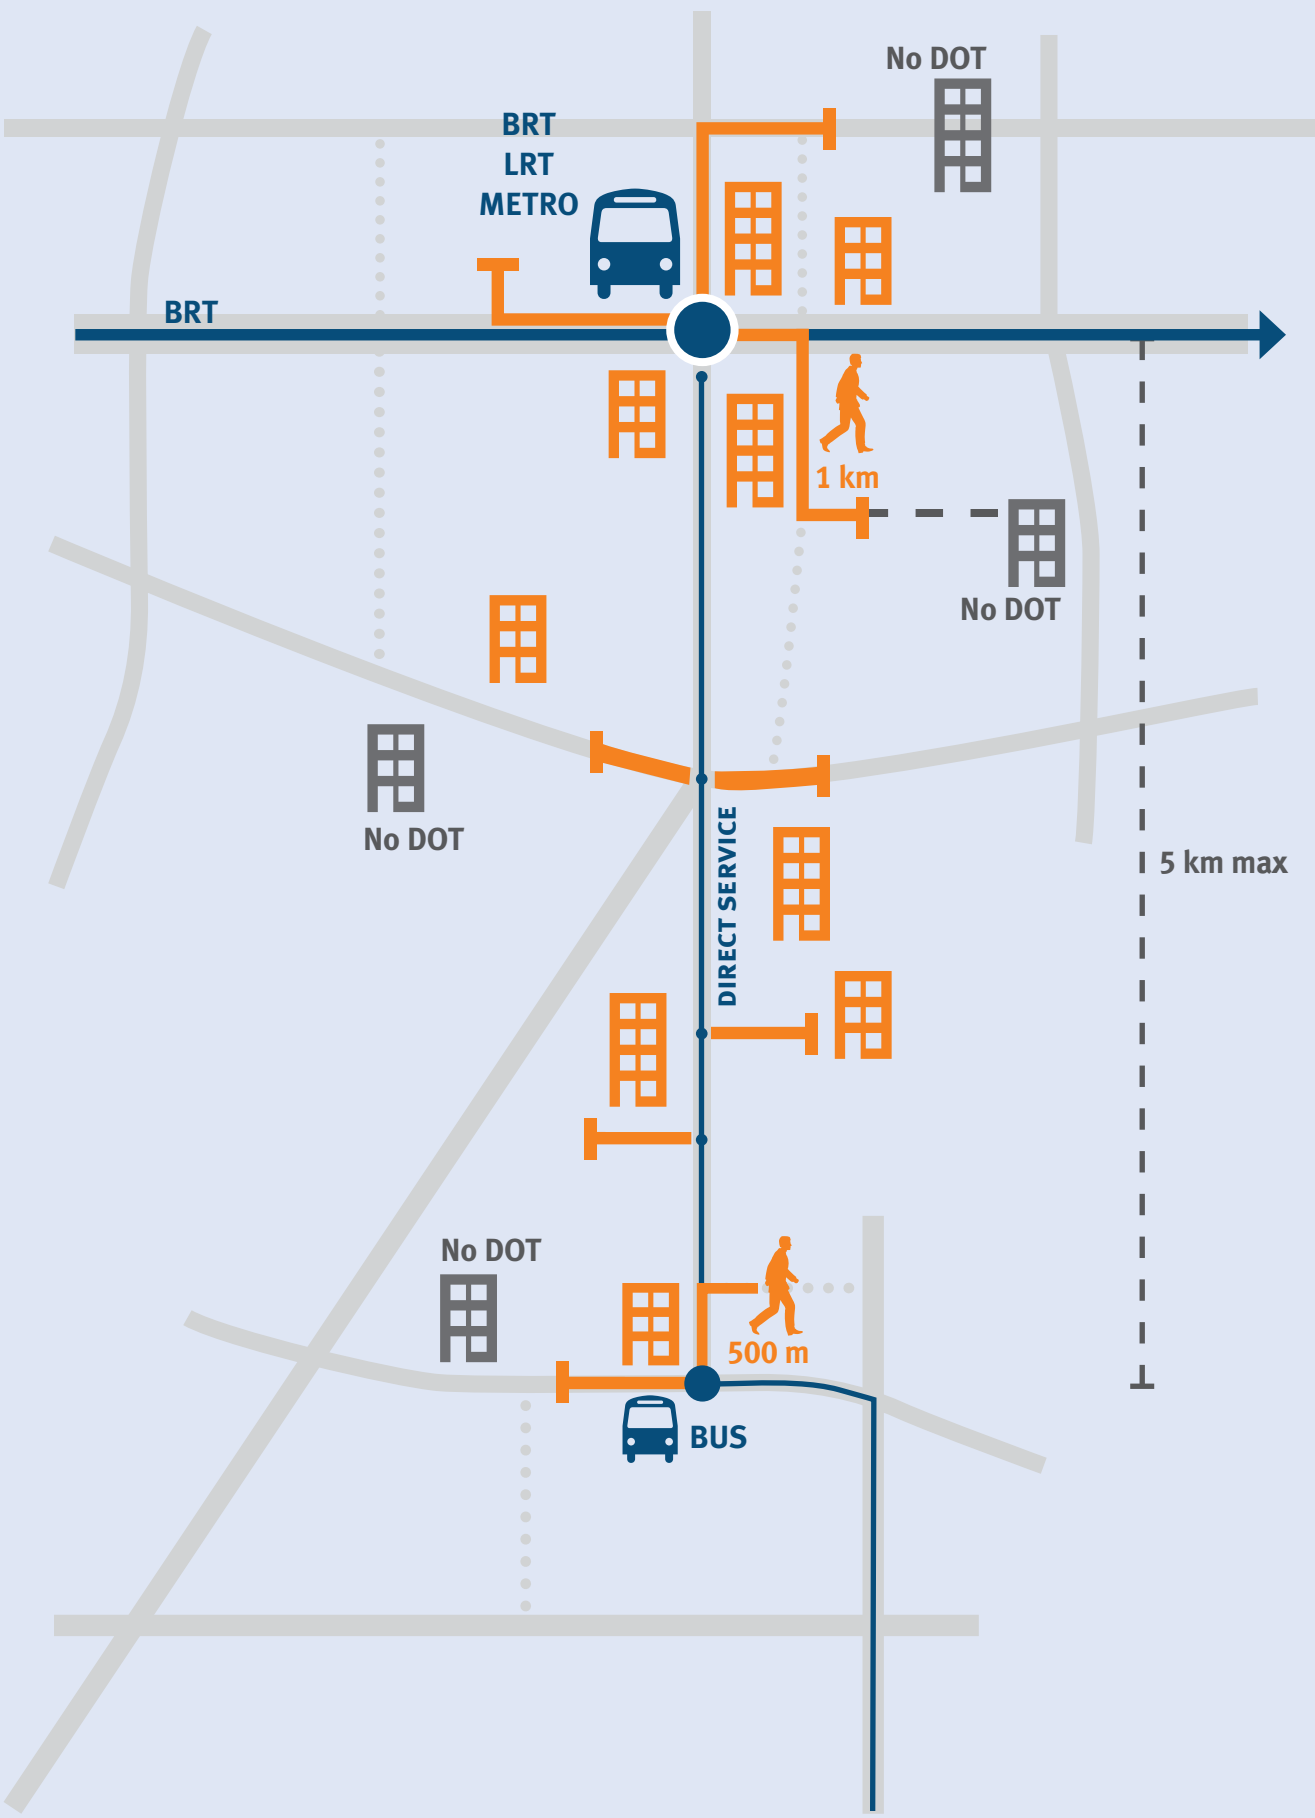 No DOT
BRT
LRT
METRO
BRT
1 km
No DOT
No DOT
DIRECT SERVICE
5 km max
No DOT
500 m
BUS